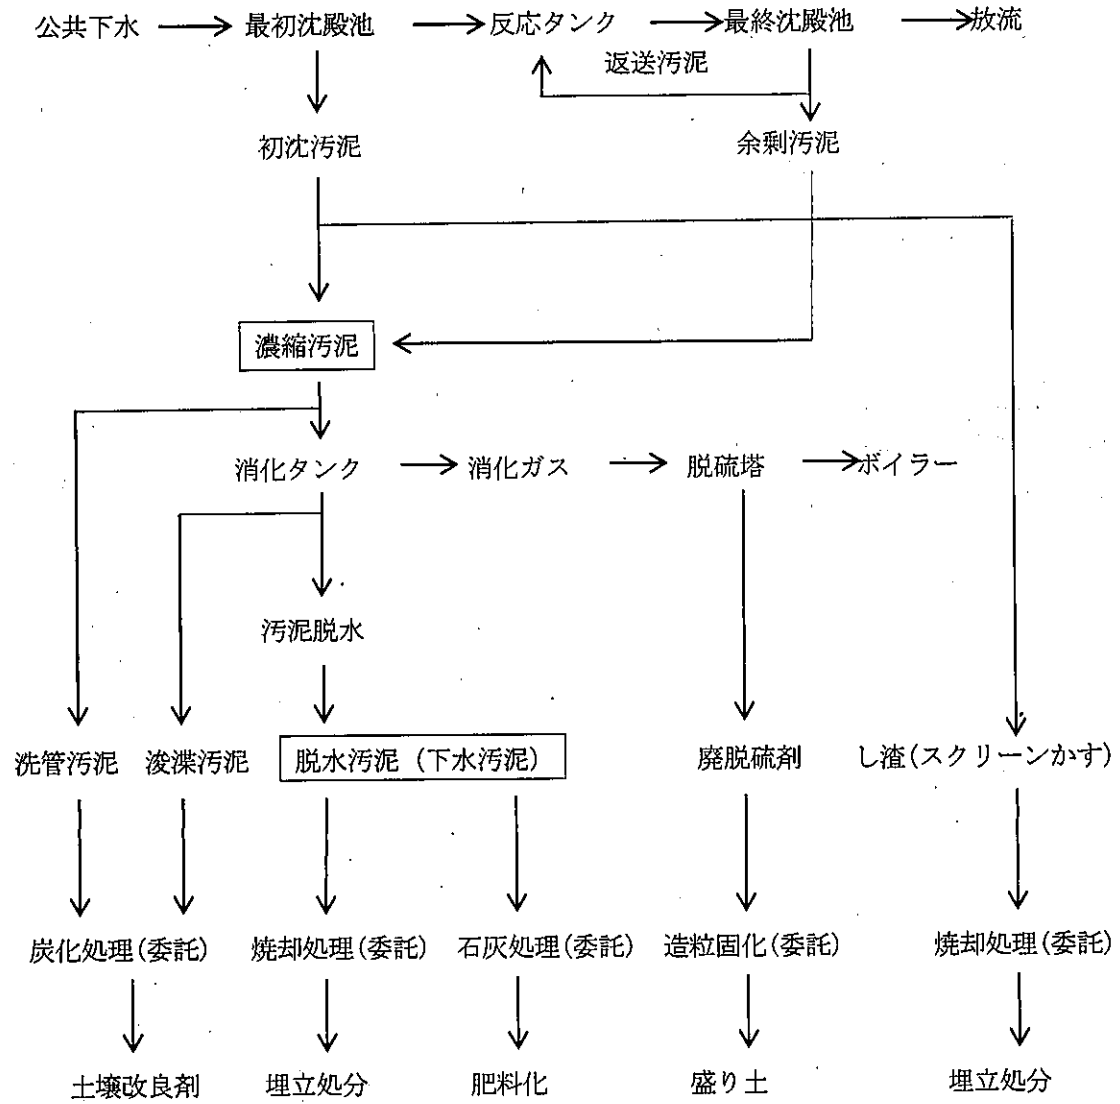 公共下水 最初沈殿池 反応タンク 最終沈殿池 放流
返送汚泥
初沈汚泥 余剰汚泥
濃縮汚泥
消化タンク 消化ガス 脱硫塔 ボイラー
汚泥脱水
洗管汚泥 浚渫汚泥 脱水汚泥(下水汚泥) 廃脱硫剤 し渣(スクリーンかす)
炭化処理(委託) 焼却処理(委託) 石灰処理(委託) 造粒固化(委託) 焼却処理(委託)
土壌改良剤 埋立処分 肥料化 盛り土 埋立処分